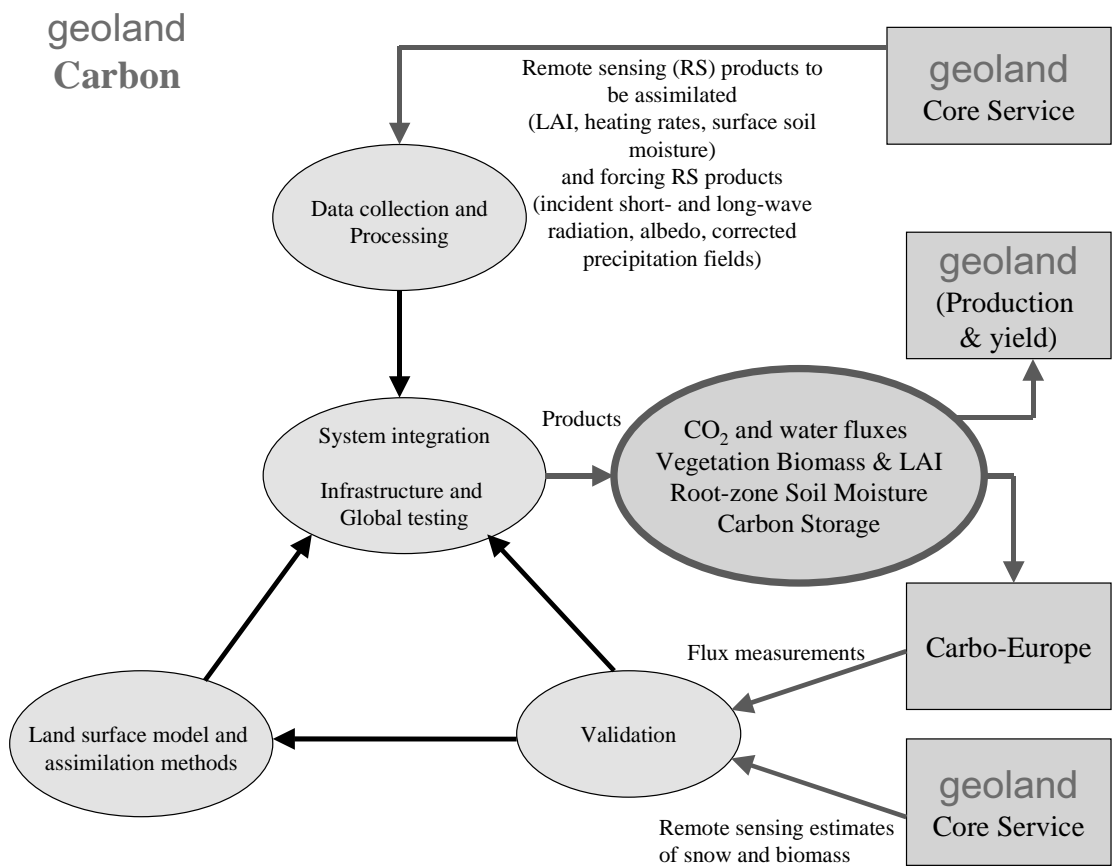 geoland
Carbon
geoland
Core Service
Remote sensing (RS) products to
be assimilated
(LAI, heating rates, surface soil
moisture)
and forcing RS products
(incident short- and long-wave
radiation, albedo, corrected
precipitation fields)
Data collection and
Processing
geoland
(Production
& yield)
Products
System integration
Infrastructure and
Global testing
CO₂ and water fluxes
Vegetation Biomass & LAI
Root-zone Soil Moisture
Carbon Storage
Flux measurements
Carbo-Europe
Land surface model and
assimilation methods
Validation
geoland
Core Service
Remote sensing estimates
of snow and biomass